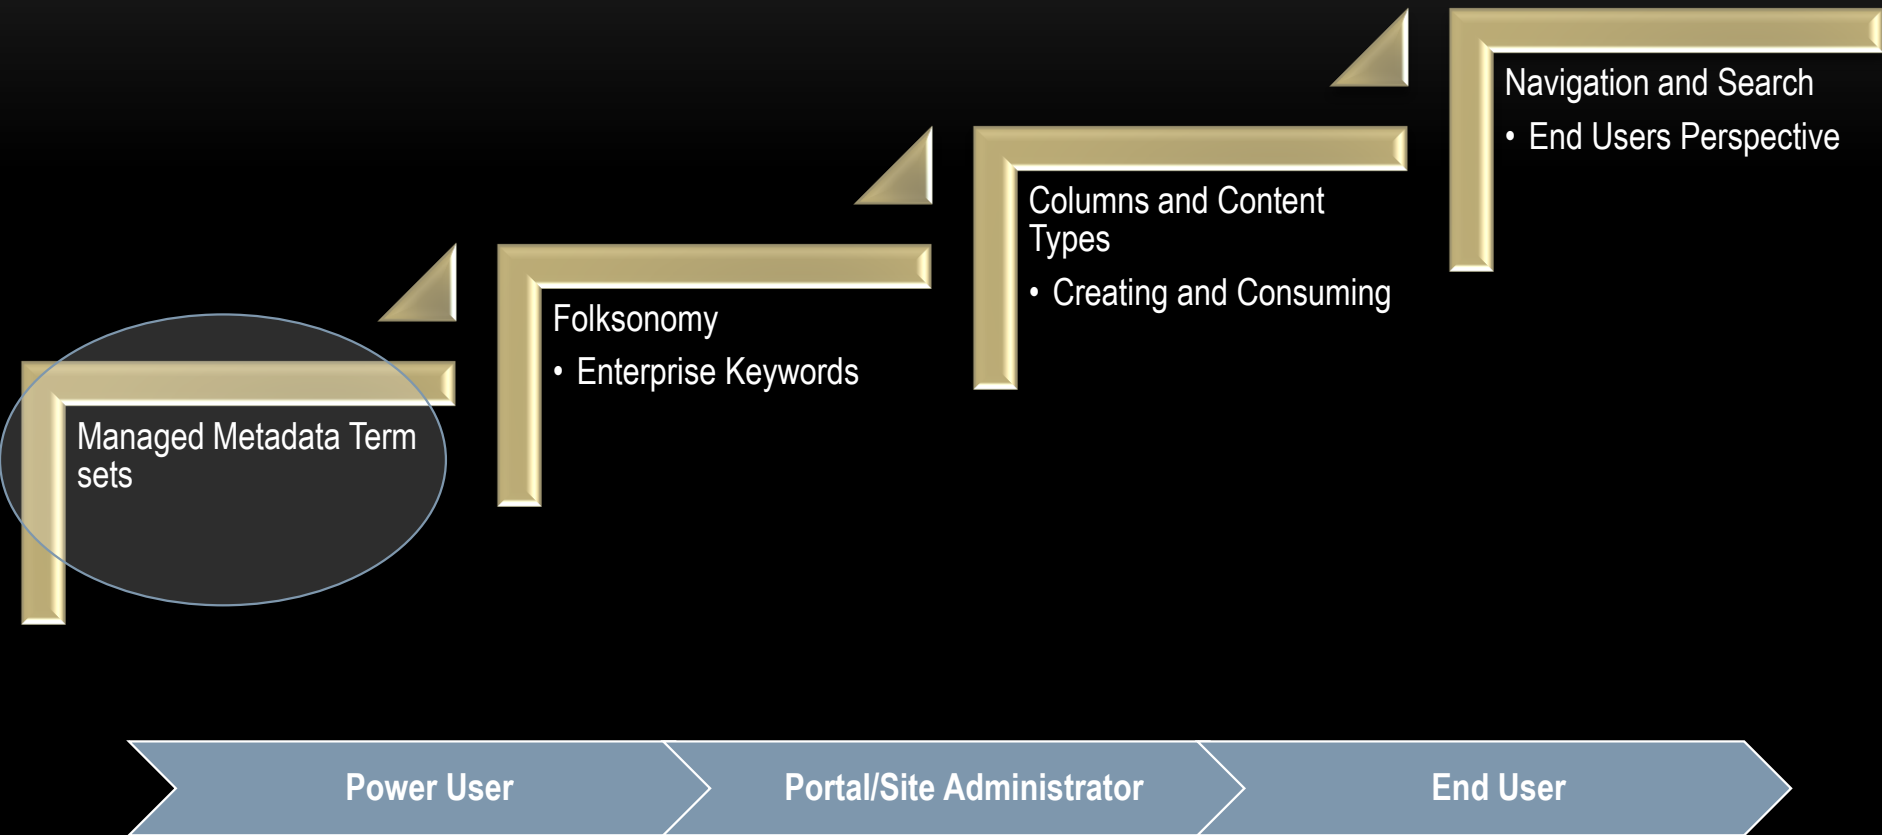 Managed Metadata Term
sets
Folksonomy
• Enterprise Keywords
Columns and Content
Types
• Creating and Consuming
Navigation and Search
• End Users Perspective
Power User
Portal/Site Administrator
End User